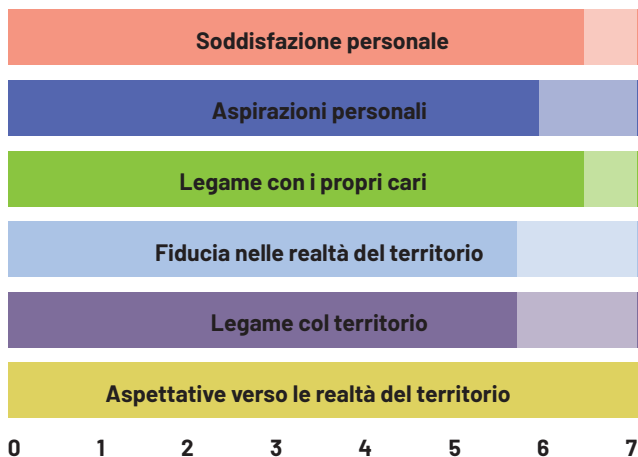 Soddisfazione personale
Aspirazioni personali
Legame con i propri cari
Fiducia nelle realtà del territorio
Legame col territorio
Aspettative verso le realtà del territorio
0 1 2 3 4 5 6 7